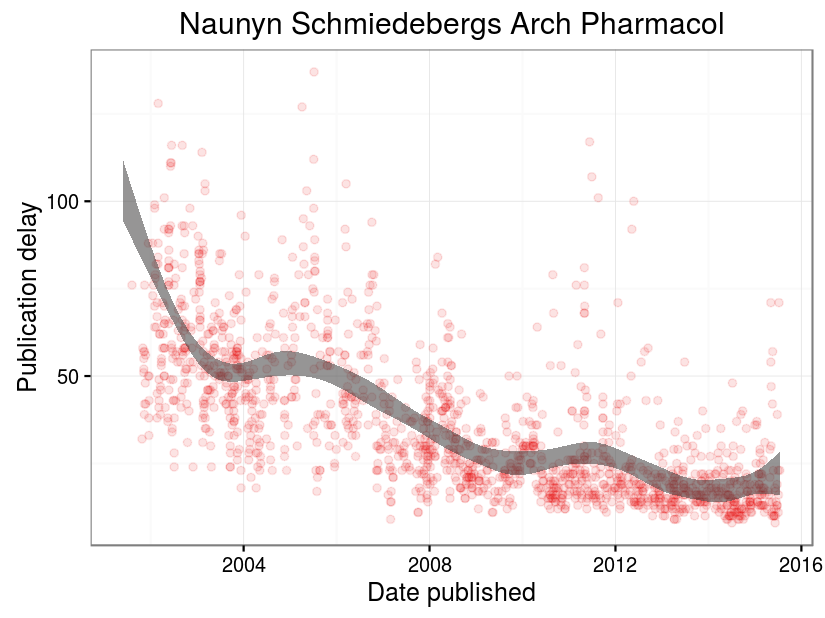 Naunyn Schmiedebergs Arch Pharmacol
Publication delay
100
50
2004 2008 2012 2016
Date published